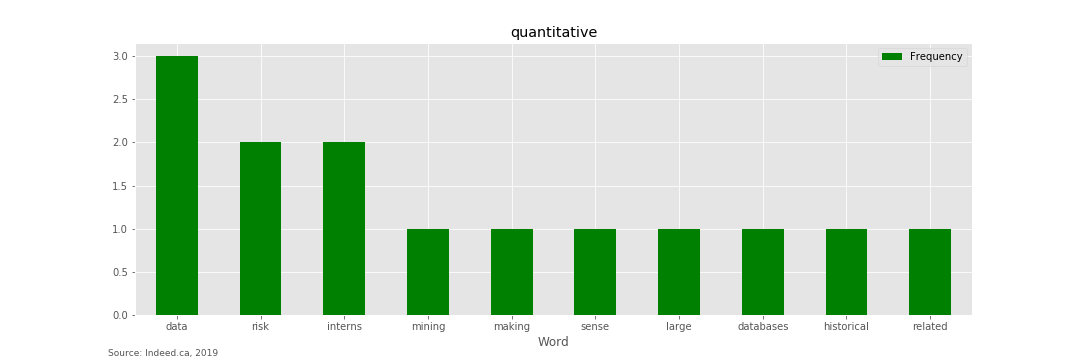 quantitative
Frequency
3.0
2.5
2.0
1.5
1.0
0.5
0.0
data risk interns mining making sense large databases historical related
Word
Source: Indeed.ca, 2019